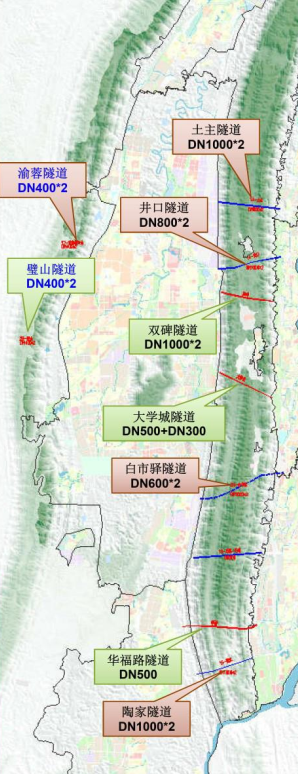 土主隧道
DN1000*2
渝蓉隧道
DN400*2
井口隧道
DN800*2
璧山隧道
DN400*2
双碑隧道
DN1000*2
大学城隧道
DN500+DN300
白市驿隧道
DN600*2
华福路隧道
DN500
陶家隧道
DN1000*2